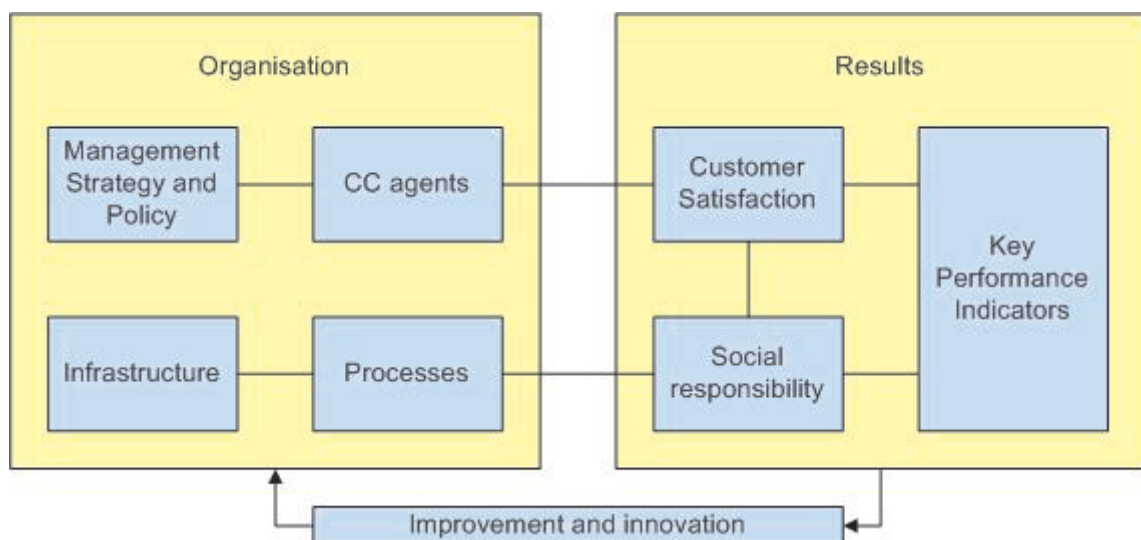 Organisation
Results
Management
Strategy and
Policy
CC agents
Customer
Satisfaction
Key
Performance
Indicators
Infrastructure
Processes
Social
responsibility
Improvement and innovation